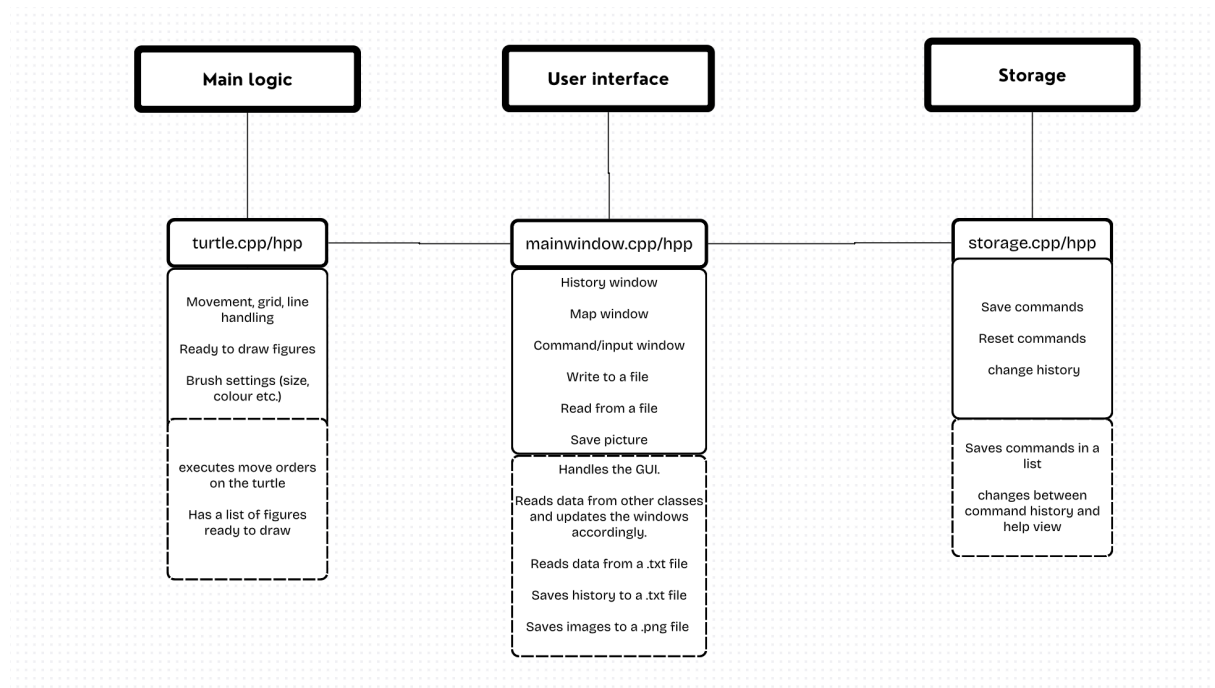 Main logic
User interface
Storage
turtle.cpp/hpp
mainwindow.cpp/hpp
storage.cpp/hpp
Movement, grid, line
handling
Ready to draw figures
Brush settings (size,
colour etc.)
executes move orders
on the turtle
Has a list of figures
ready to draw
History window
Map window
Command/input window
Write to a file
Read from a file
Save picture
Handles the GUI.
Reads data from other classes
and updates the windows
accordingly.
Reads data from a .txt file
Saves history to a .txt file
Saves images to a .png file
Save commands
Reset commands
change history
Saves commands in a
list
changes between
command history and
help view